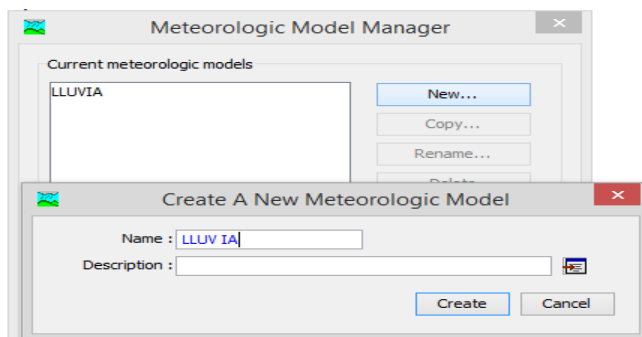 Meteorologic Model Manager
Current meteorologic models
LLUVIA
New...
Copy...
Rename...
Delete
Create A New Meteorologic Model
Name : LLUV IA
Description :
Create Cancel